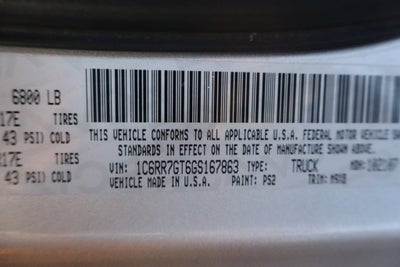 6800 LB
17E TIRES
43 PSI) COLD
17E TIRES
43 PSI) COLD
THIS VEHICLE CONFORMS TO ALL APPLICABLE U.S.A. FEDERAL MOTOR VEHICLE
STANDARDS IN EFFECT ON THE DATE OF MANUFACTURE SHOWN ABOVE.
VIN: 1C6RR7GT6GS167863 TYPE: TRUCK
VEHICLE MADE IN U.S.A. PAINT: PS2 TRIM: